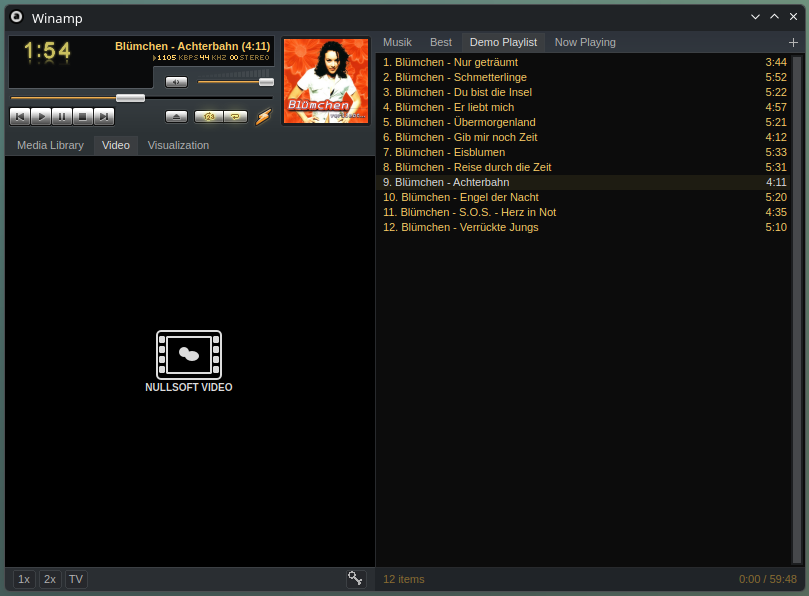 Winamp
1:54
Blümchen - Achterbahn (4:11)
1105 KBPS 44 KHZ 00 STEREO
Blümchen
Media Library Video Visualization
NULLSOFT VIDEO
1x 2x TV
Musik Best Demo Playlist Now Playing +
1. Blümchen - Nur geträumt 3:44
2. Blümchen - Schmetterlinge 5:52
3. Blümchen - Du bist die Insel 5:22
4. Blümchen - Er liebt mich 4:57
5. Blümchen - Übermorgenland 5:21
6. Blümchen - Gib mir noch Zeit 4:12
7. Blümchen - Eisblumen 5:33
8. Blümchen - Reise durch die Zeit 5:31
9. Blümchen - Achterbahn 4:11
10. Blümchen - Engel der Nacht 5:20
11. Blümchen - S.O.S. - Herz in Not 4:35
12. Blümchen - Verrückte Jungs 5:10
12 items 0:00 / 59:48